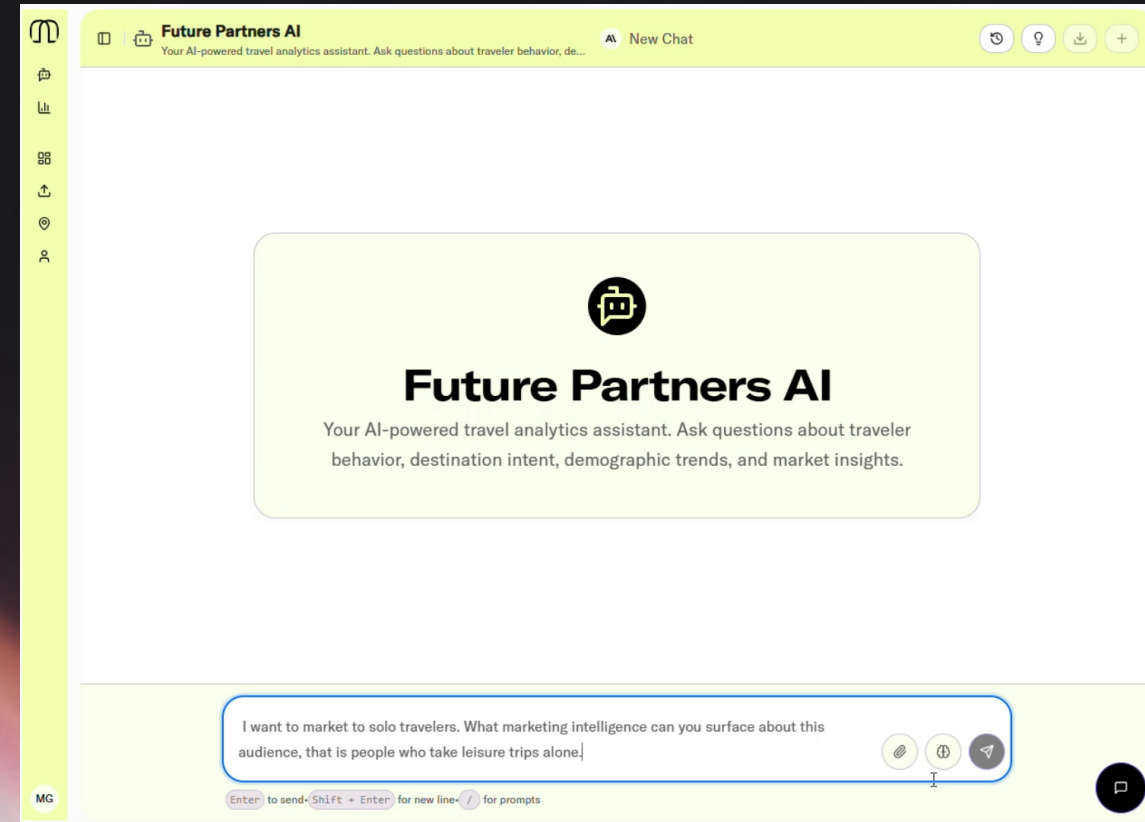 Future Partners AI
Your AI-powered travel analytics assistant. Ask questions about traveler behavior, de...
A\ New Chat
Future Partners AI
Your AI-powered travel analytics assistant. Ask questions about traveler
behavior, destination intent, demographic trends, and market insights.
I want to market to solo travelers. What marketing intelligence can you surface about this
audience, that is people who take leisure trips alone.
Enter to send• Shift + Enter for new line• / for prompts
MG